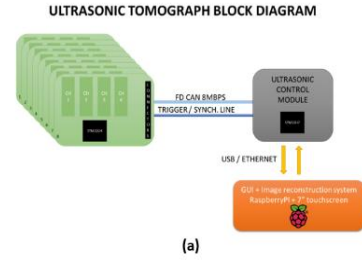 ULTRASONIC TOMOGRAPH BLOCK DIAGRAM
FD CAN 8MBPS
TRIGGER / SYNCH. LINE
ULTRASONIC
CONTROL
MODULE
USB / ETHERNET
GUI + Image reconstruction system
RaspberryPI + 7" touchscreen
(a)